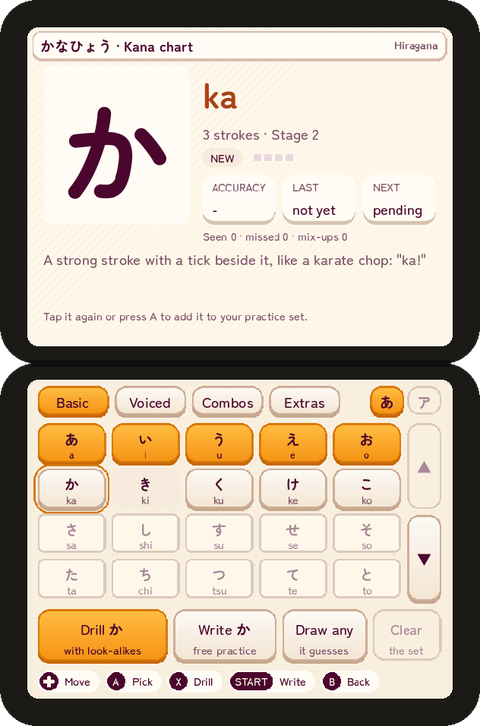 かなひょう · Kana chart
Hiragana
か
ka
3 strokes · Stage 2
NEW
ACCURACY
-
LAST
not yet
NEXT
pending
Seen 0 · missed 0 · mix-ups 0
A strong stroke with a tick beside it, like a karate chop: "ka!"
Tap it again or press A to add it to your practice set.
Basic
Voiced
Combos
Extras
あ
ア
あ い う え お
a i u e o
か き く け こ
ka ki ku ke ko
▲
さ し す せ そ
sa shi su se so
た ち つ て と
ta chi tsu te to
▼
Drill か
with look-alikes
Write か
free practice
Draw any
it guesses
Clear
the set
Move
A Pick
X Drill
START Write
B Back